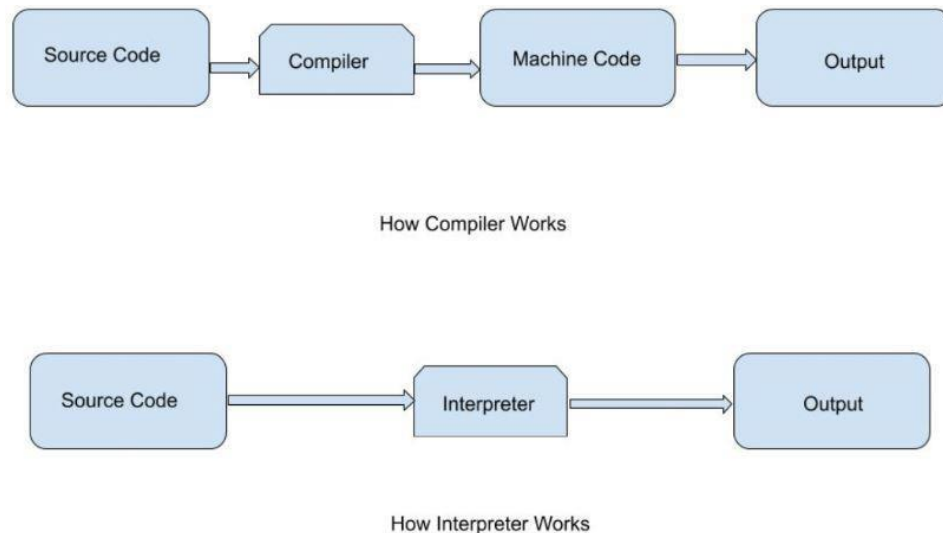 Source Code
Compiler
Machine Code
Output
How Compiler Works
Source Code
Interpreter
Output
How Interpreter Works